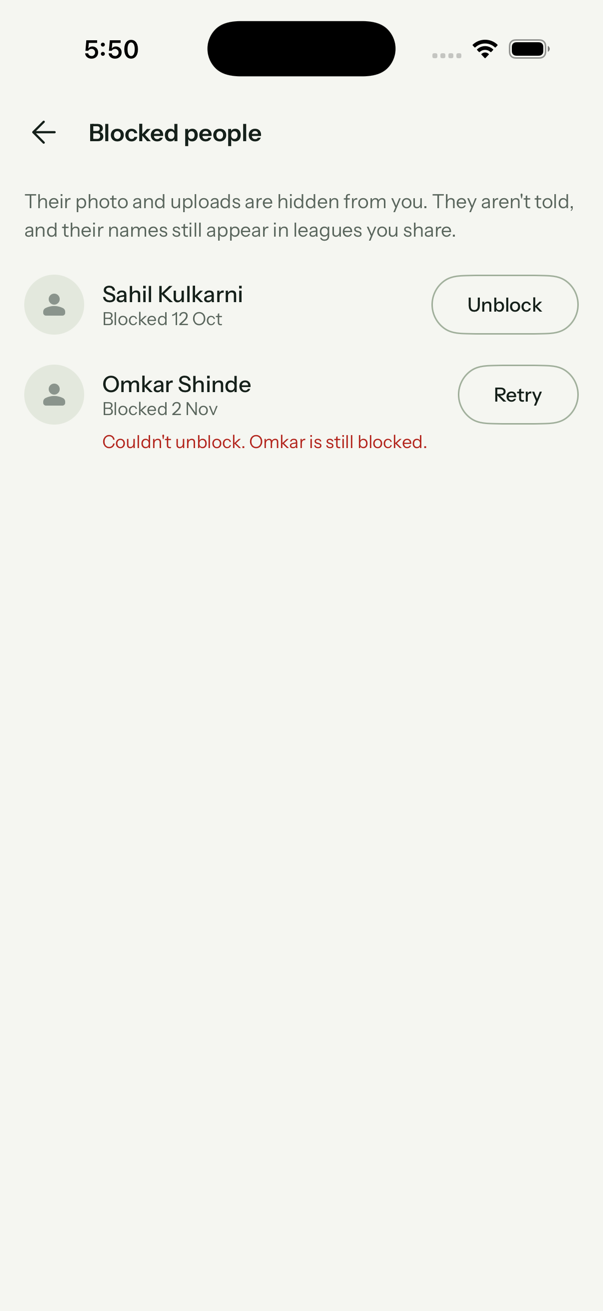 5:50
Blocked people
Their photo and uploads are hidden from you. They aren't told,
and their names still appear in leagues you share.
Sahil Kulkarni
Blocked 12 Oct
Unblock
Omkar Shinde
Blocked 2 Nov
Retry
Couldn't unblock. Omkar is still blocked.